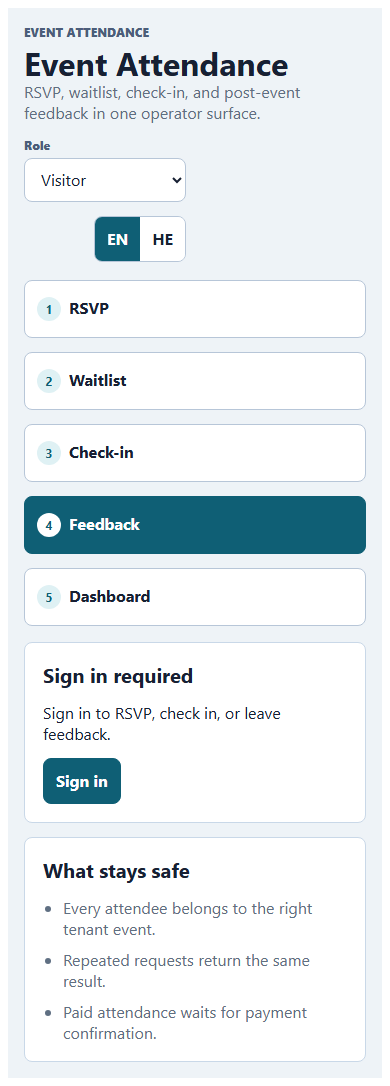 EVENT ATTENDANCE
Event Attendance
RSVP, waitlist, check-in, and post-event
feedback in one operator surface.
Role
Visitor
EN HE
1 RSVP
2 Waitlist
3 Check-in
4 Feedback
5 Dashboard
Sign in required
Sign in to RSVP, check in, or leave
feedback.
Sign in
What stays safe
• Every attendee belongs to the right
tenant event.
• Repeated requests return the same
result.
• Paid attendance waits for payment
confirmation.